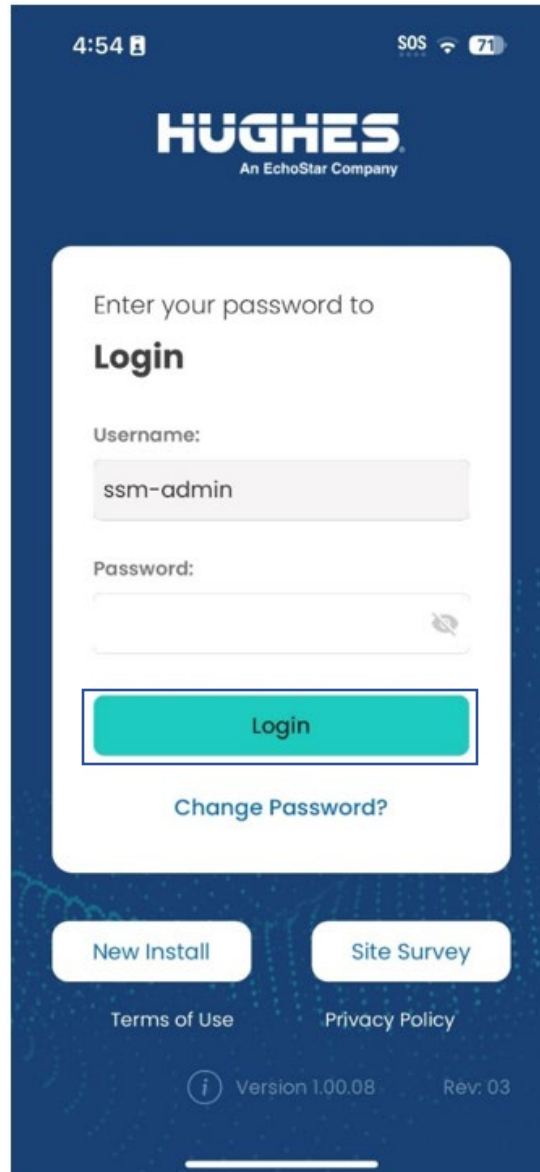 4:54 SOS 71
HUGHES.
An EchoStar Company
Enter your password to
Login
Username:
ssm-admin
Password:
Login
Change Password?
New Install Site Survey
Terms of Use Privacy Policy
i Version 1.00.08 Rev: 03